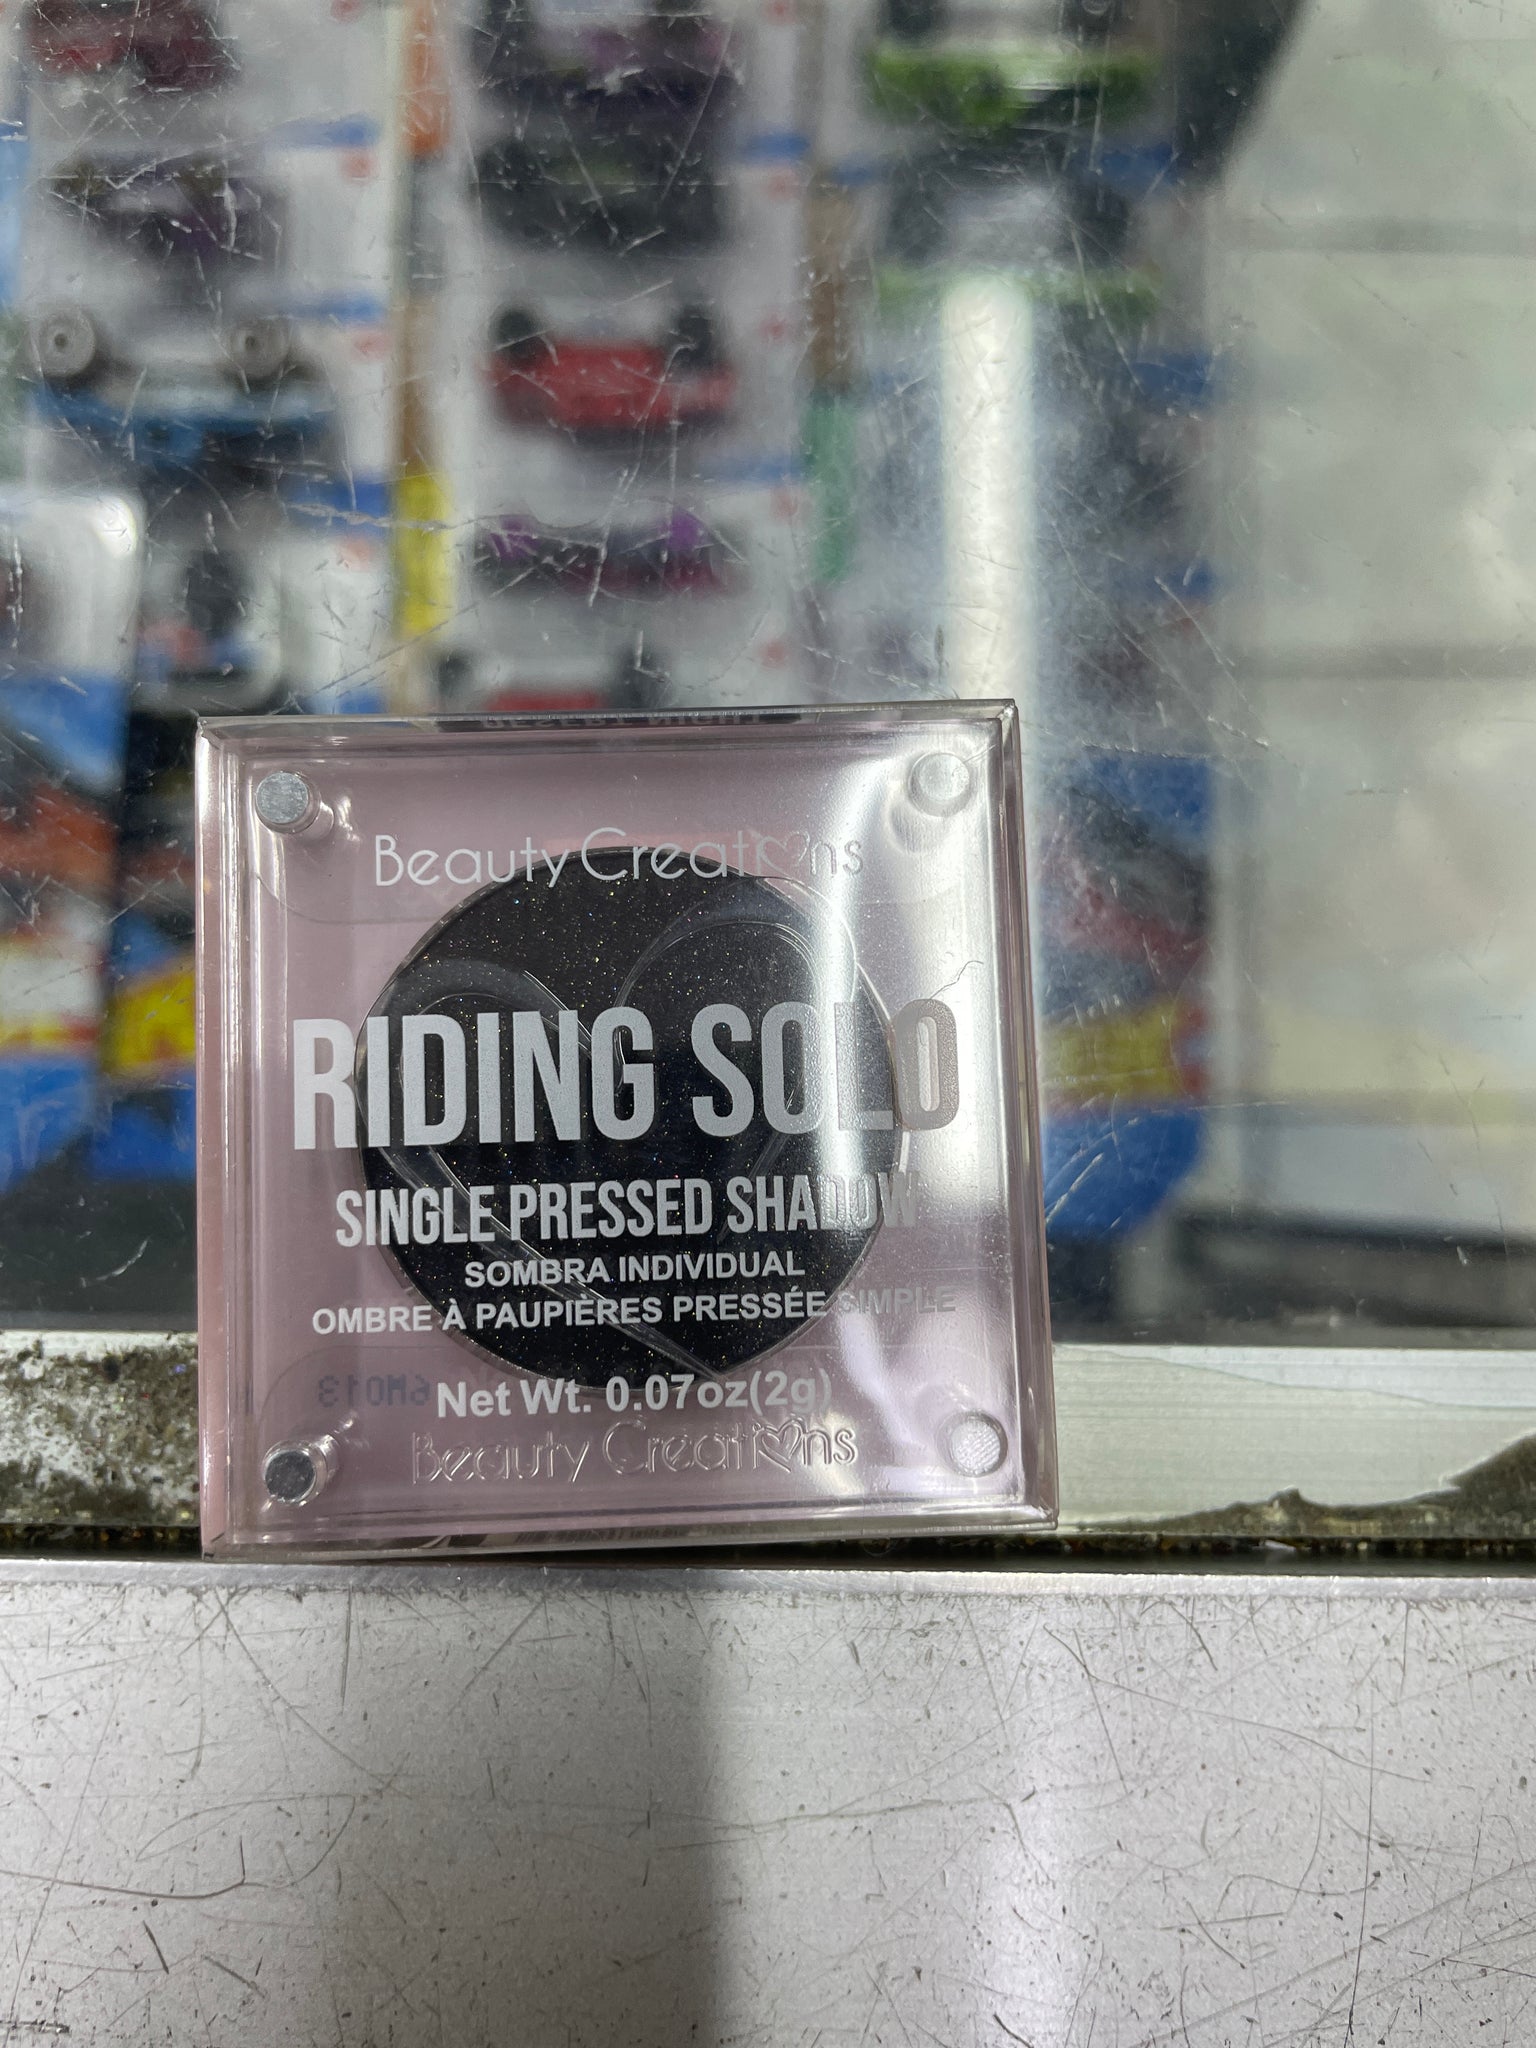 Beauty Creations
RIDING SOLO
SINGLE PRESSED SHADOW
SOMBRA INDIVIDUAL
OMBRE À PAUPIÈRES PRESSÉE SIMPLE
Net Wt. 0.07oz(2g)
Beauty Creations